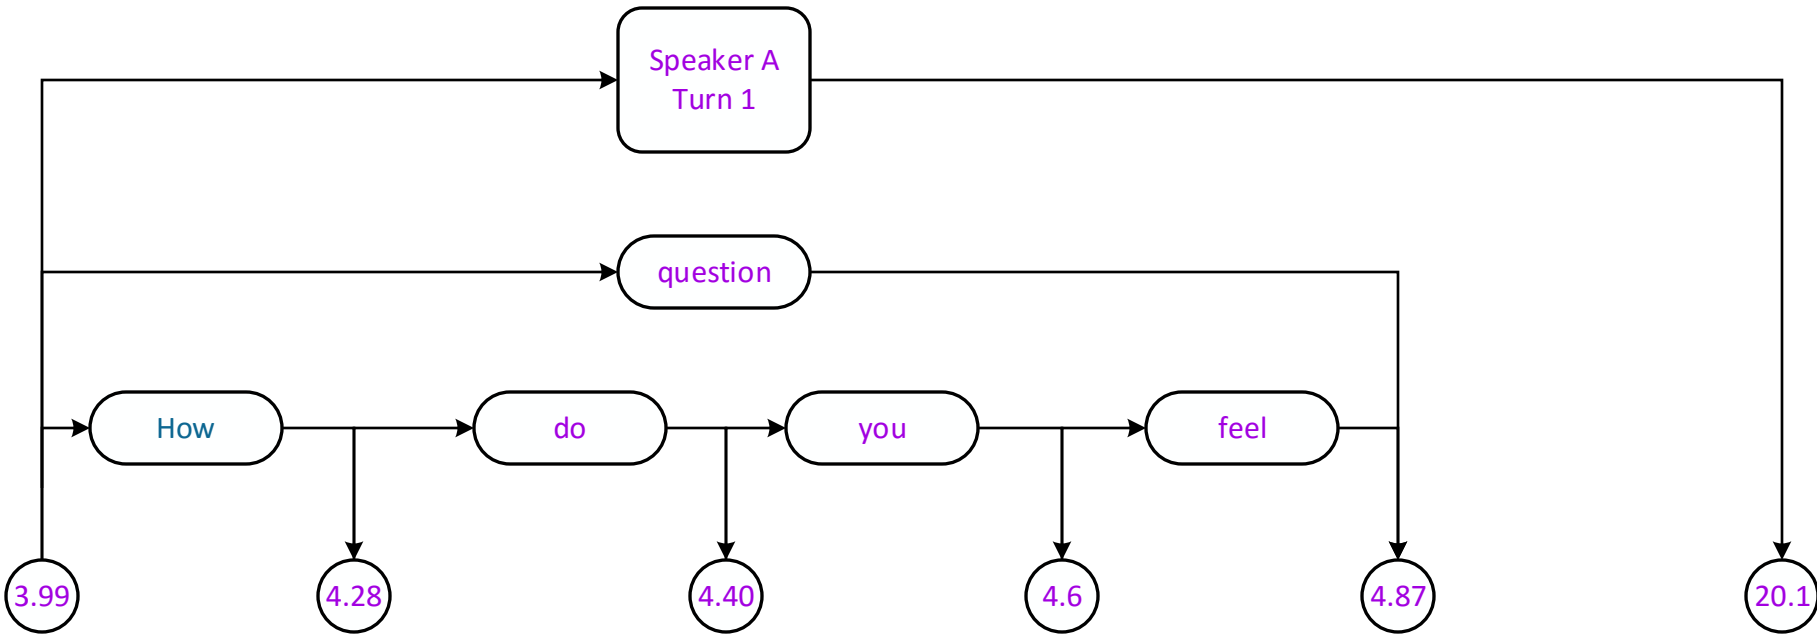 Speaker A
Turn 1
question
How
do
you
feel
3.99
4.28
4.40
4.6
4.87
20.1